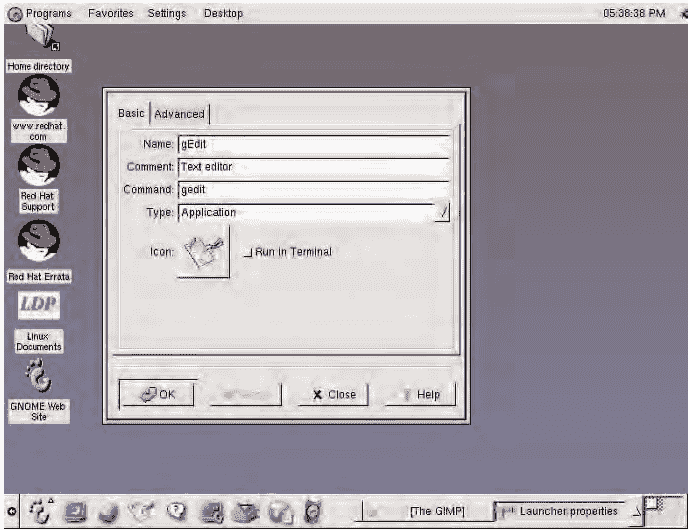 Programs Favorites Settings Desktop 05:38:38 PM
Home directory
www.redhat.
com
Red Hat
Support
Red Hat Errata
LDP
Linux
Documents
GNOME Web
Site
Basic Advanced
Name: gEdit
Comment: Text editor
Command: gedit
Type: Application
Icon: Run in Terminal
OK Close Help
[The GIMP] Launcher properties